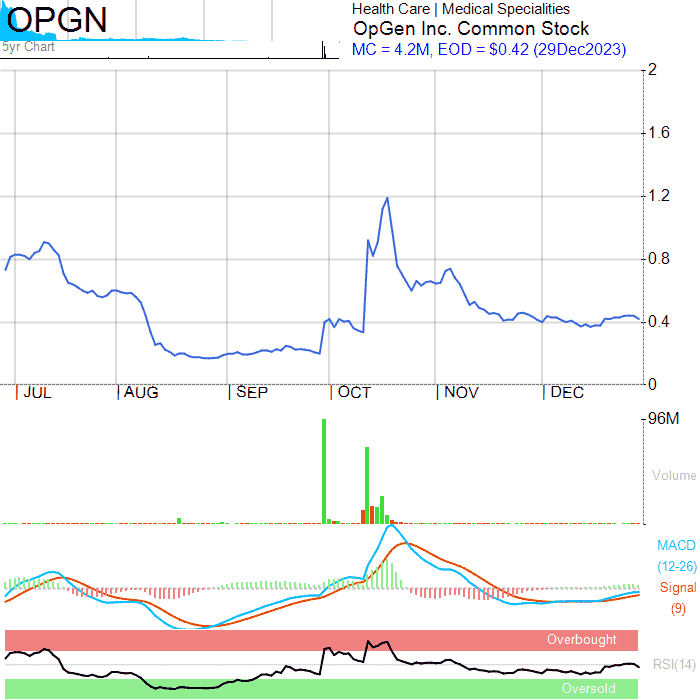 OPGN
5yr Chart
Health Care | Medical Specialities
OpGen Inc. Common Stock
MC = 4.2M, EOD = $0.42 (29Dec2023)
2
1.6
1.2
0.8
0.4
0
JUL AUG SEP OCT NOV DEC
96M
Volume
MACD
(12-26)
Signal
(9)
Overbought
RSI(14)
Oversold